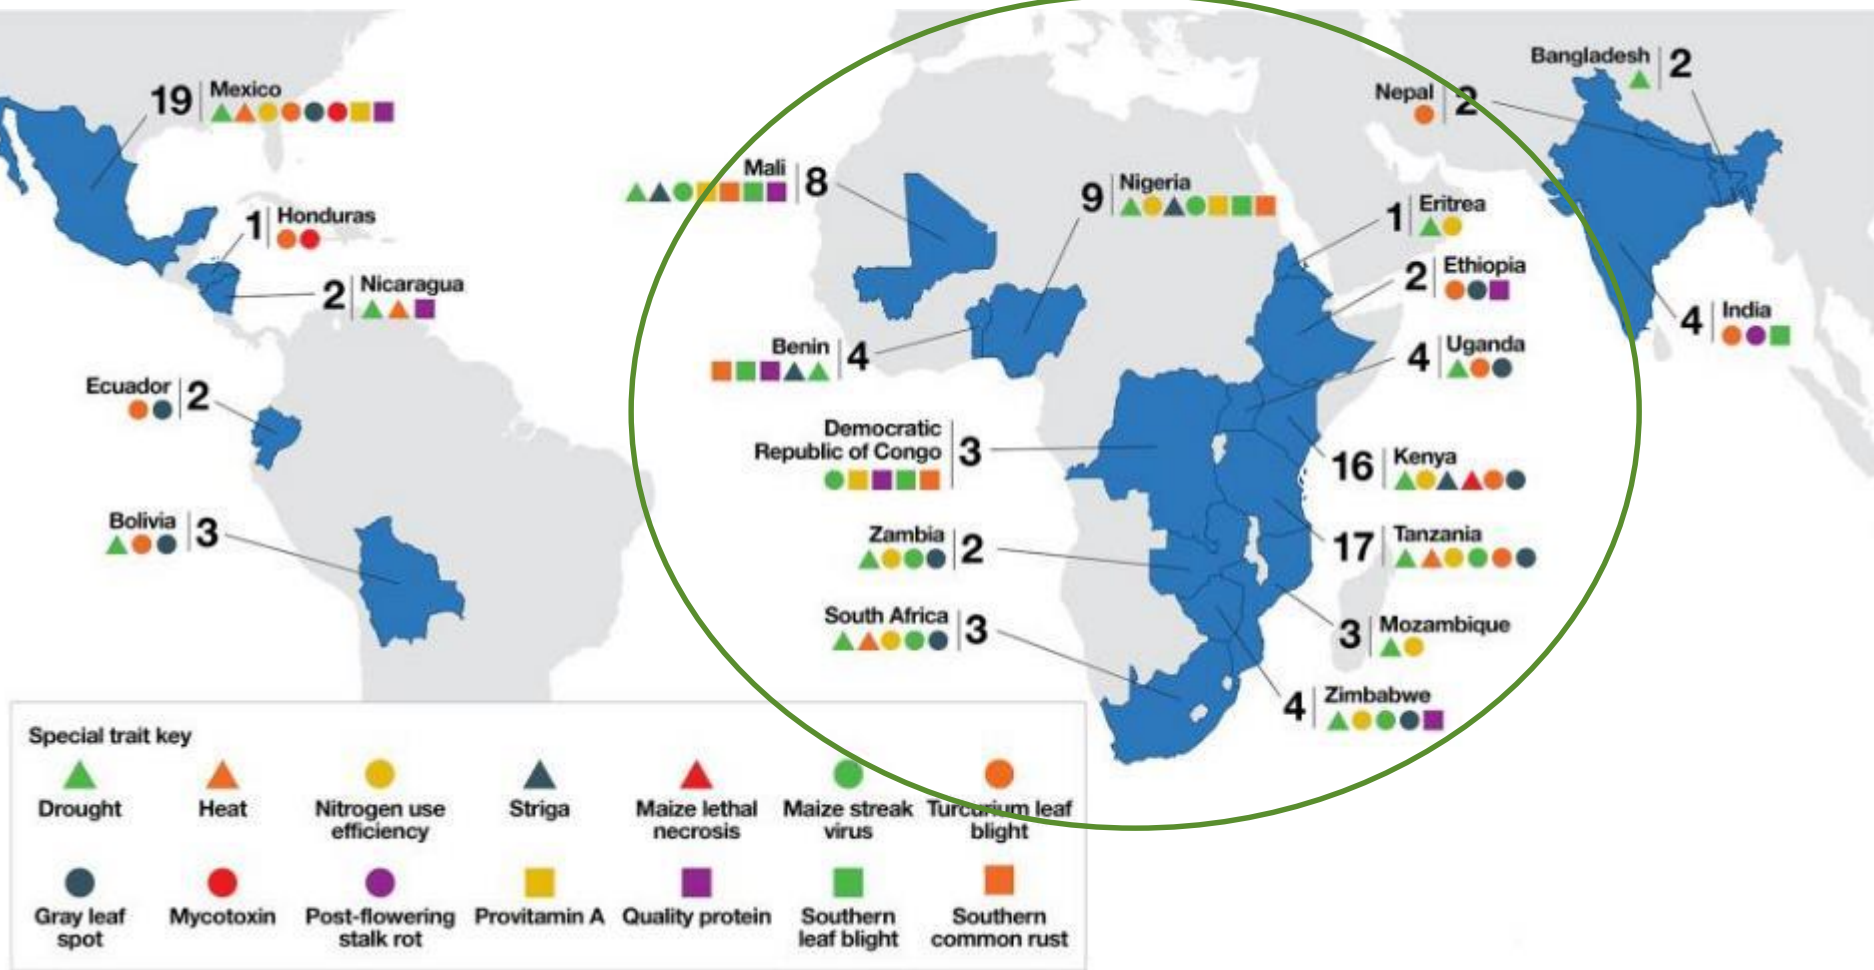 19 Mexico
1 Honduras
2 Nicaragua
Ecuador 2
Bolivia 3
Mali 8
9 Nigeria
Benin 4
Democratic
Republic of Congo 3
Zambia 2
South Africa 3
Bangladesh 2
Nepal 2
1 Eritrea
2 Ethiopia
4 Uganda
4 India
16 Kenya
17 Tanzania
3 Mozambique
4 Zimbabwe
Special trait key
Drought
Heat
Nitrogen use
efficiency
Striga
Maize lethal
necrosis
Maize streak
virus
Turcurium leaf
blight
Gray leaf
spot
Mycotoxin
Post-flowering
stalk rot
Provitamin A
Quality protein
Southern
leaf blight
Southern
common rust